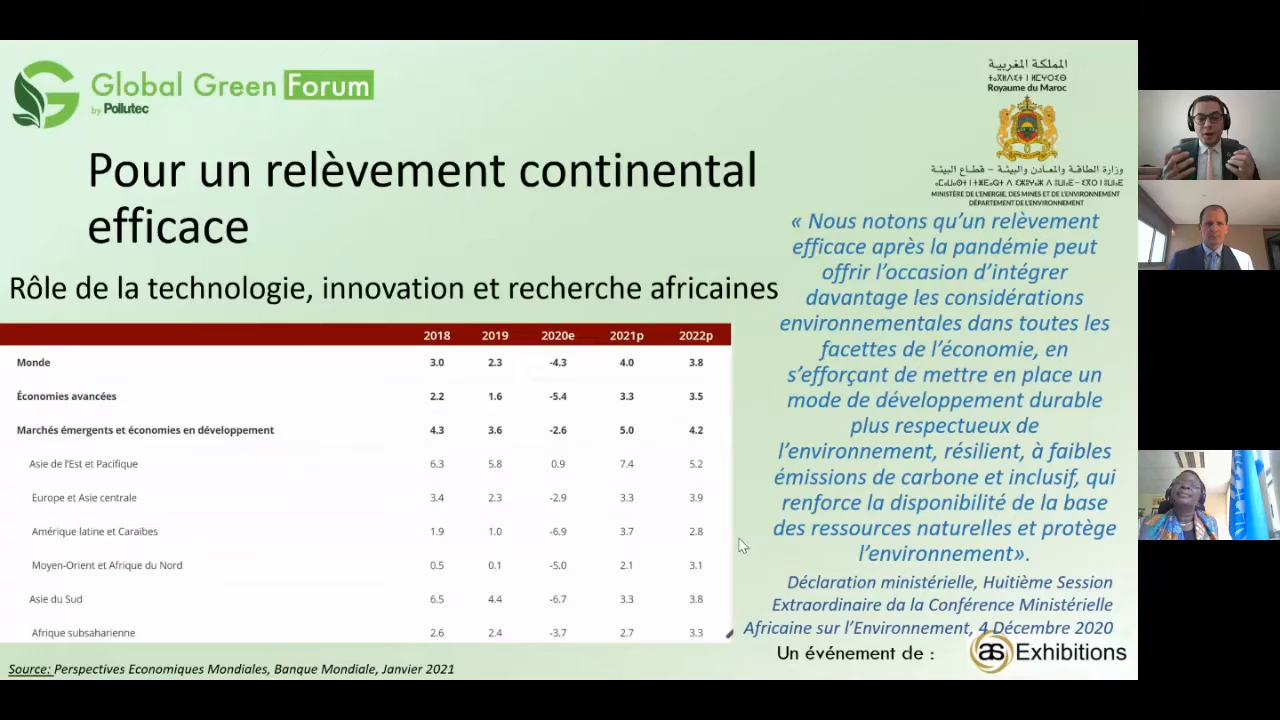 Global Green Forum
by Pollutec
المملكة المغربية
ⵜⴰⴳⵍⴷⵉⵜ ⵏ ⵍⵎⵖⵔⵉⴱ
Royaume du Maroc
وزارة الطاقة والمعادن والبيئة - قطاع البيئة
MINISTÈRE DE L'ENERGIE, DES MINES ET DE L'ENVIRONNEMENT
DÉPARTEMENT DE L'ENVIRONNEMENT
Pour un relèvement continental
efficace
Rôle de la technologie, innovation et recherche africaines
2018 2019 2020e 2021p 2022p
Monde 3.0 2.3 -4.3 4.0 3.8
Économies avancées 2.2 1.6 -5.4 3.3 3.5
Marchés émergents et économies en développement 4.3 3.6 -2.6 5.0 4.2
Asie de l'Est et Pacifique 6.3 5.8 0.9 7.4 5.2
Europe et Asie centrale 3.4 2.3 -2.9 3.3 3.9
Amérique latine et Caraïbes 1.9 1.0 -6.9 3.7 2.8
Moyen-Orient et Afrique du Nord 0.5 0.1 -5.0 2.1 3.1
Asie du Sud 6.5 4.4 -6.7 3.3 3.8
Afrique subsaharienne 2.6 2.4 -3.7 2.7 3.3
Source: Perspectives Economiques Mondiales, Banque Mondiale, Janvier 2021
« Nous notons qu'un relèvement
efficace après la pandémie peut
offrir l'occasion d'intégrer
davantage les considérations
environnementales dans toutes les
facettes de l'économie, en
s'efforçant de mettre en place un
mode de développement durable
plus respectueux de
l'environnement, résilient, à faibles
émissions de carbone et inclusif, qui
renforce la disponibilité de la base
des ressources naturelles et protège
l'environnement».
Déclaration ministérielle, Huitième Session
Extraordinaire da la Conférence Ministérielle
Africaine sur l'Environnement, 4 Décembre 2020
Un événement de :
as Exhibitions